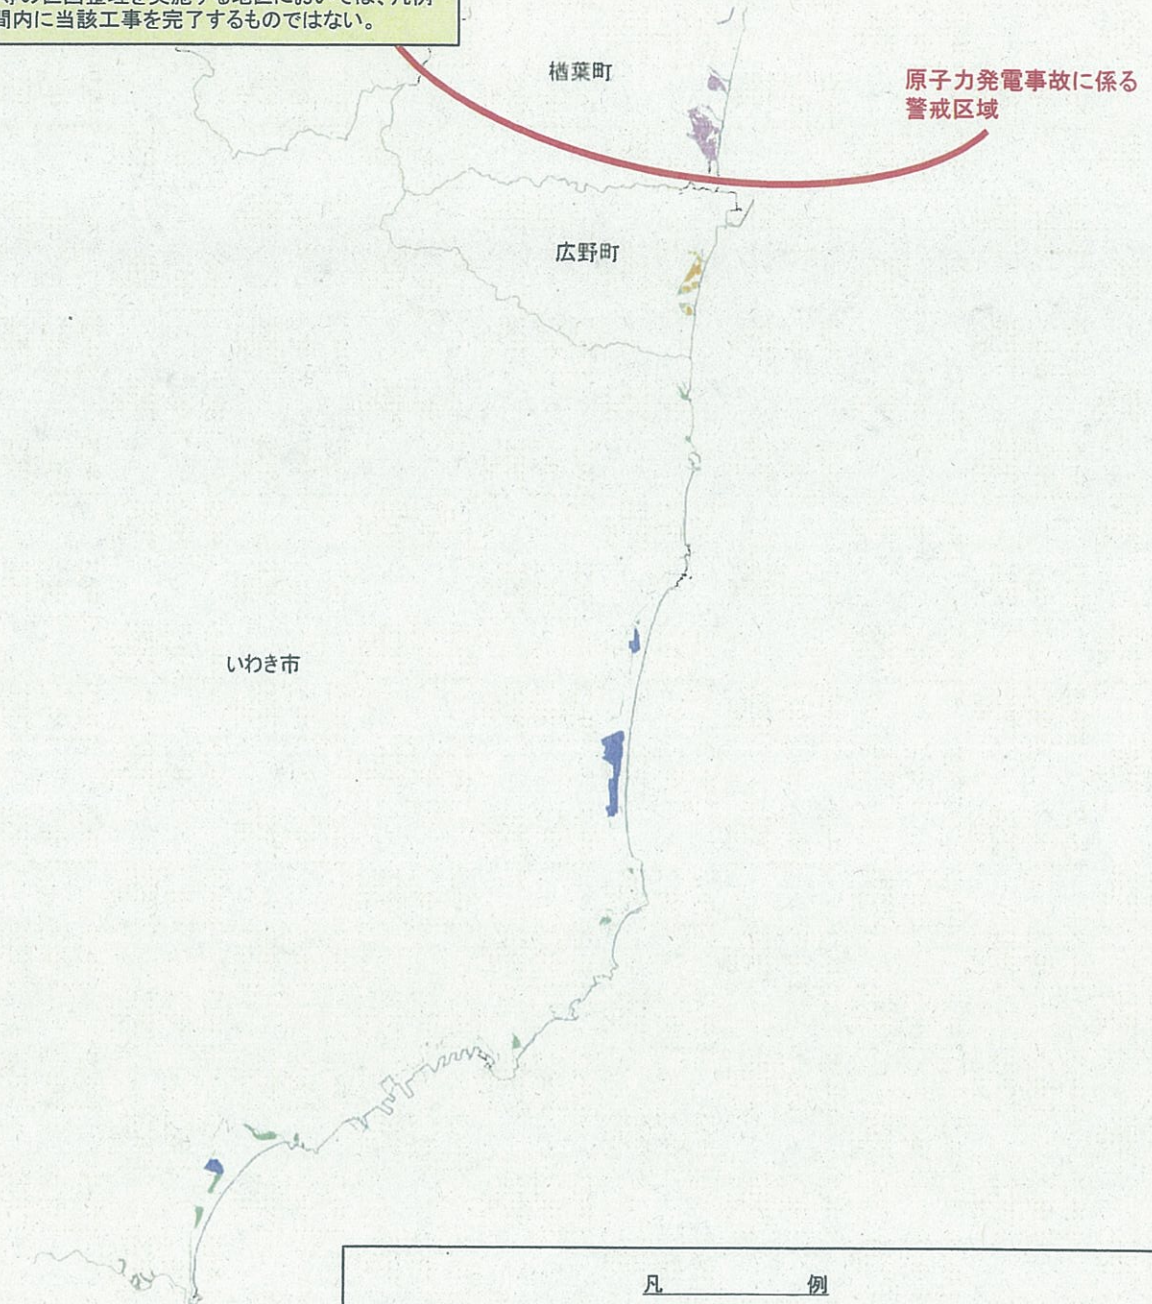 間内に当該工事を完了するものではない。
楢葉町
原子力発電事故に係る
警戒区域
広野町
いわき市
凡 例